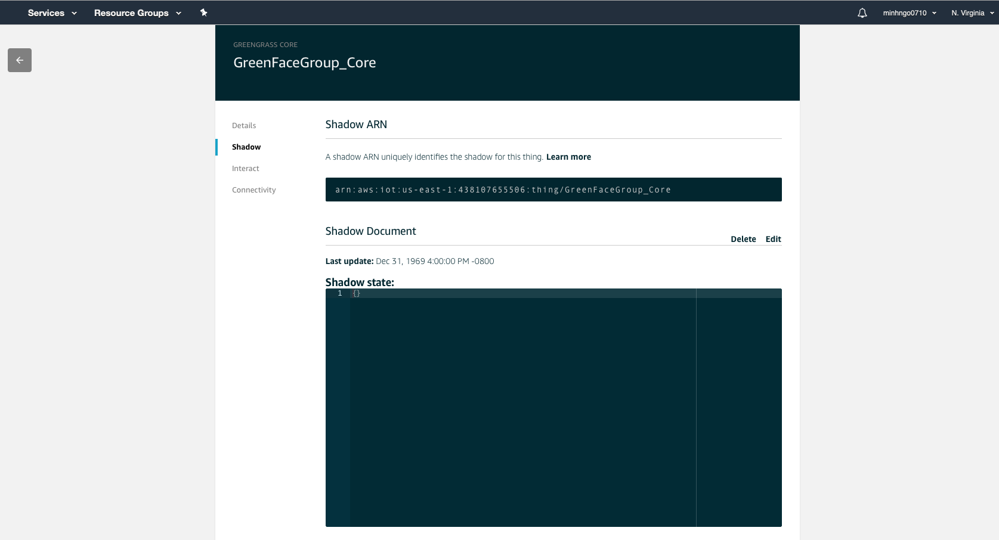 Services Resource Groups minhngo0710 N. Virginia
GREENGRASS CORE
GreenFaceGroup_Core
Details
Shadow
Interact
Connectivity
Shadow ARN
A shadow ARN uniquely identifies the shadow for this thing. Learn more
arn:aws:iot:us-east-1:438107655506:thing/GreenFaceGroup_Core
Shadow Document
Delete Edit
Last update: Dec 31, 1969 4:00:00 PM -0800
Shadow state:
1 {}